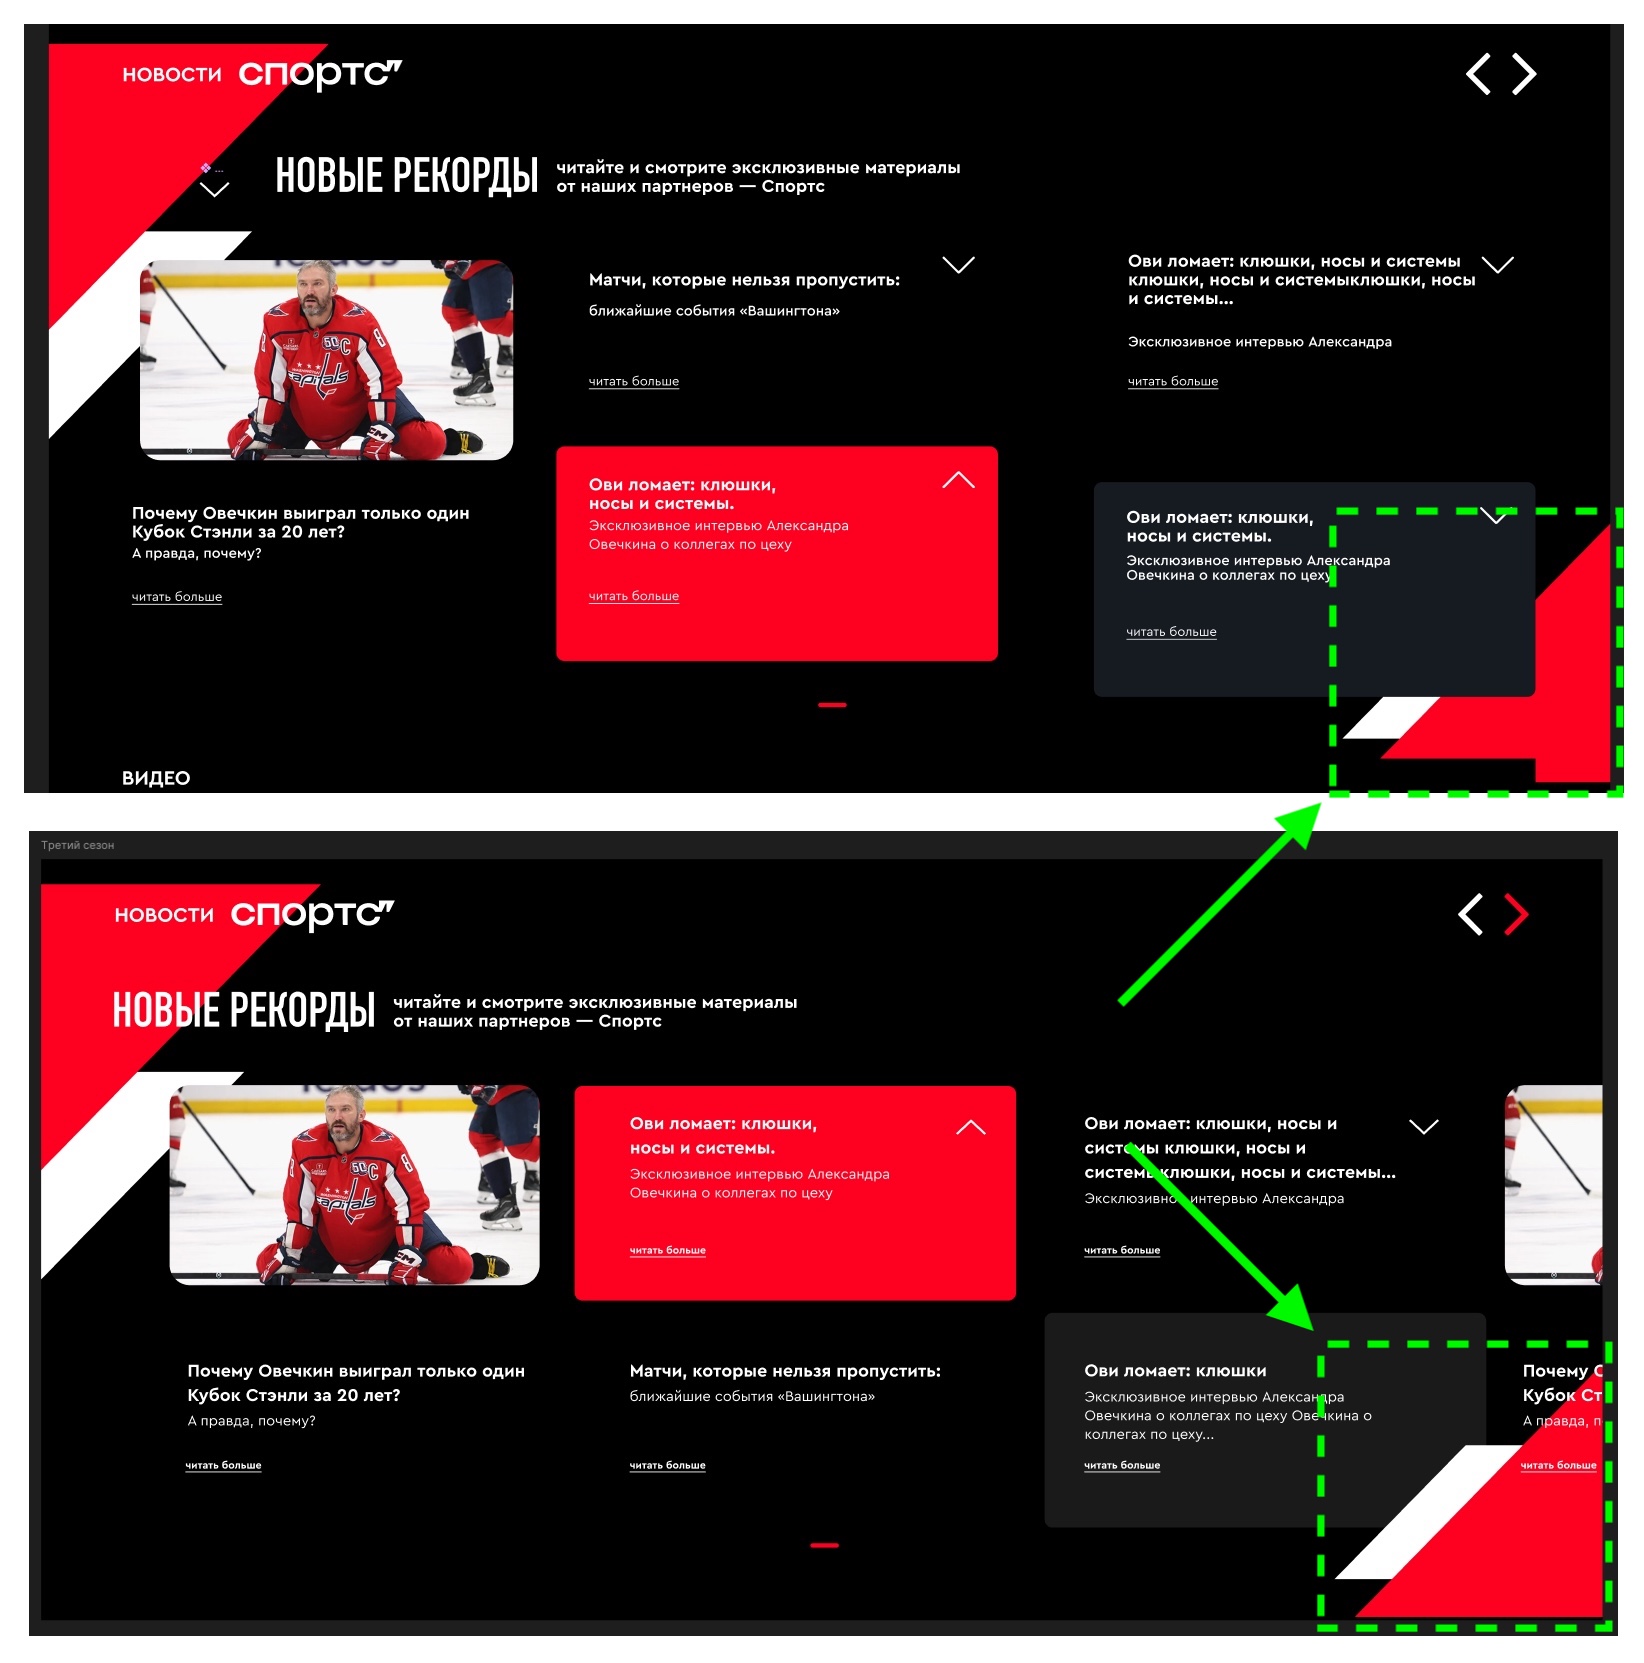 НОВОСТИ спортс”
НОВЫЕ РЕКОРДЫ
читайте и смотрите эксклюзивные материалы
от наших партнеров — Спортс
Почему Овечкин выиграл только один
Кубок Стэнли за 20 лет?
А правда, почему?
читать больше
Матчи, которые нельзя пропустить:
ближайшие события «Вашингтона»
читать больше
Ови ломает: клюшки,
носы и системы.
Эксклюзивное интервью Александра
Овечкина о коллегах по цеху
читать больше
Ови ломает: клюшки, носы и системы
клюшки, носы и системыклюшки, носы
и системы...
Эксклюзивное интервью Александра
читать больше
Ови ломает: клюшки,
носы и системы.
Эксклюзивное интервью Александра
Овечкина о коллегах по цеху
читать больше
ВИДЕО
Третий сезон
НОВОСТИ спортс”
НОВЫЕ РЕКОРДЫ
читайте и смотрите эксклюзивные материалы
от наших партнеров — Спортс
Почему Овечкин выиграл только один
Кубок Стэнли за 20 лет?
А правда, почему?
читать больше
Ови ломает: клюшки,
носы и системы.
Эксклюзивное интервью Александра
Овечкина о коллегах по цеху
читать больше
Матчи, которые нельзя пропустить:
ближайшие события «Вашингтона»
читать больше
Ови ломает: клюшки, носы и
системы клюшки, носы и
системыклюшки, носы и системы...
Эксклюзивное интервью Александра
читать больше
Ови ломает: клюшки
Эксклюзивное интервью Александра
Овечкина о коллегах по цеху Овечкина о
коллегах по цеху...
читать больше
Почему
Кубок Ст
А правда, п
читать больше